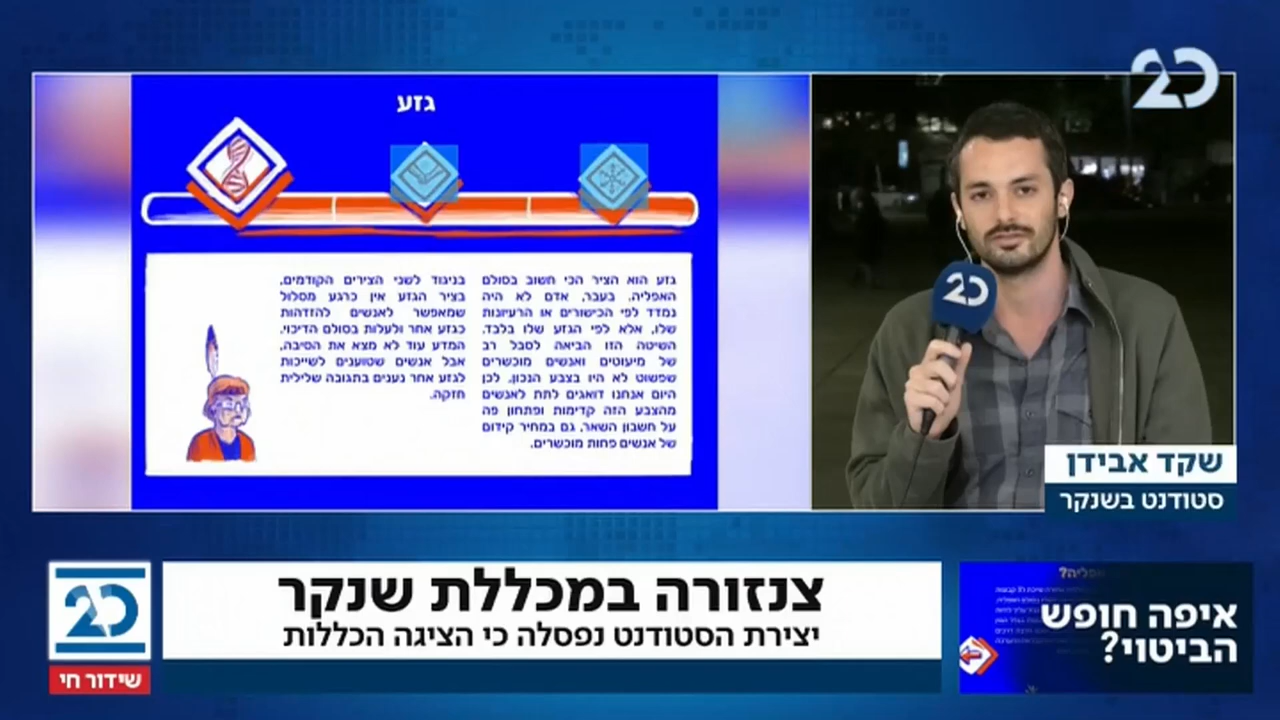 20
גזע
גזע הוא הציר הכי חשוב בסולם
האפליה. בעבר, אדם לא היה
נמדד לפי הכישורים או הרעיונות
שלו, אלא לפי הגזע שלו בלבד.
השיטה הזו הביאה לסבל רב
של מיעוטים ואנשים מוכשרים
שפשוט לא היו בצבע הנכון. לכן
היום אנחנו דואגים לתת לאנשים
מהצבע הזה קדימות ופתחון פה
על חשבון השאר, גם במחיר קידום
של אנשים פחות מוכשרים.
בניגוד לשני הצירים הקודמים,
בציר הגזע אין כרגע מסלול
שמאפשר לאנשים להזדהות
כגזע אחר ולעלות בסולם הדיכוי.
המדע עוד לא מצא את הסיבה,
אבל אנשים שטוענים לשייכות
לגזע אחר נענים בתגובה שלילית
חזקה.
20
שקד אבידן
סטודנט בשנקר
איפה חופש
הביטוי?
צנזורה במכללת שנקר
יצירת הסטודנט נפסלה כי הציגה הכללות
20
שידור חי